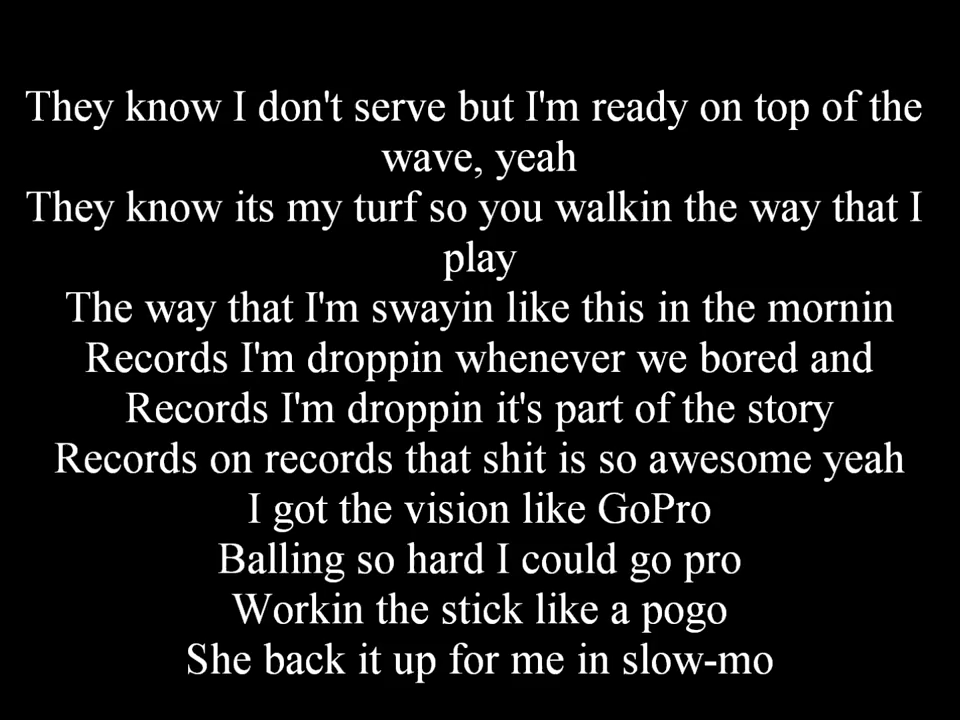 They know I don't serve but I'm ready on top of the
wave, yeah
They know its my turf so you walkin the way that I
play
The way that I'm swayin like this in the mornin
Records I'm droppin whenever we bored and
Records I'm droppin it's part of the story
Records on records that shit is so awesome yeah
I got the vision like GoPro
Balling so hard I could go pro
Workin the stick like a pogo
She back it up for me in slow-mo